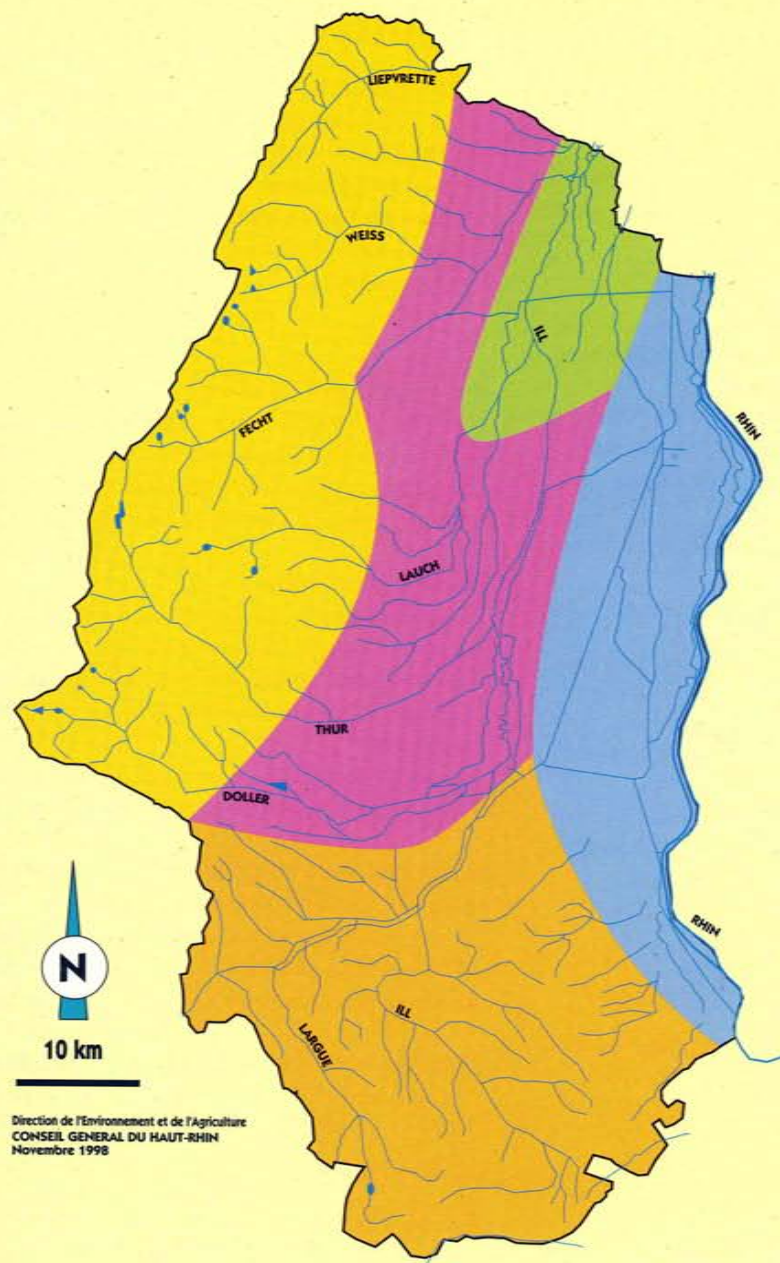 LIEPVRETTE
WEISS
ILL
FECHT
RHIN
LAUCH
THUR
DOLLER
RHIN
N
ILL
LARGUE
10 km
Direction de l'Environnement et de l'Agriculture
CONSEIL GENERAL DU HAUT-RHIN
Novembre 1998